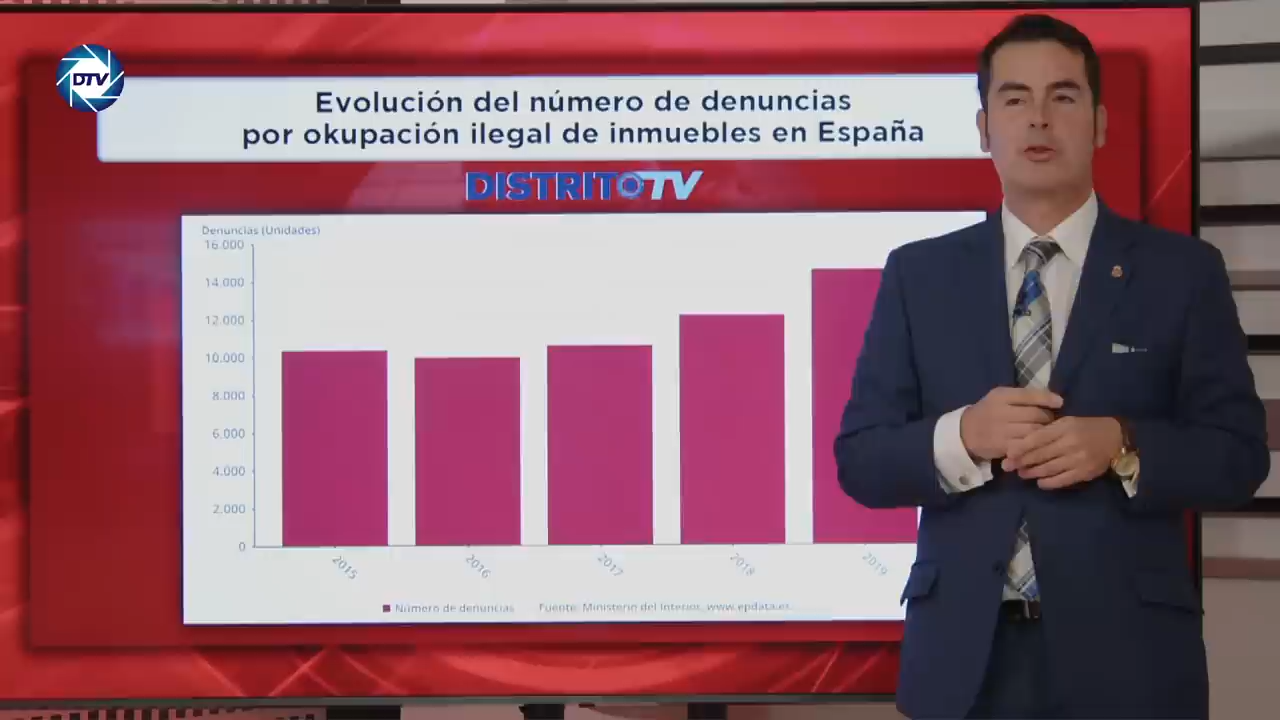 DTV
Evolución del número de denuncias
por okupación ilegal de inmuebles en España
DISTRITOTV
Denuncias (Unidades)
16.000
14.000
12.000
10.000
8.000
6.000
4.000
2.000
0
2015
2016
2017
2018
2019
Número de denuncias
Fuente: Ministerio del Interior, www.epdata.es